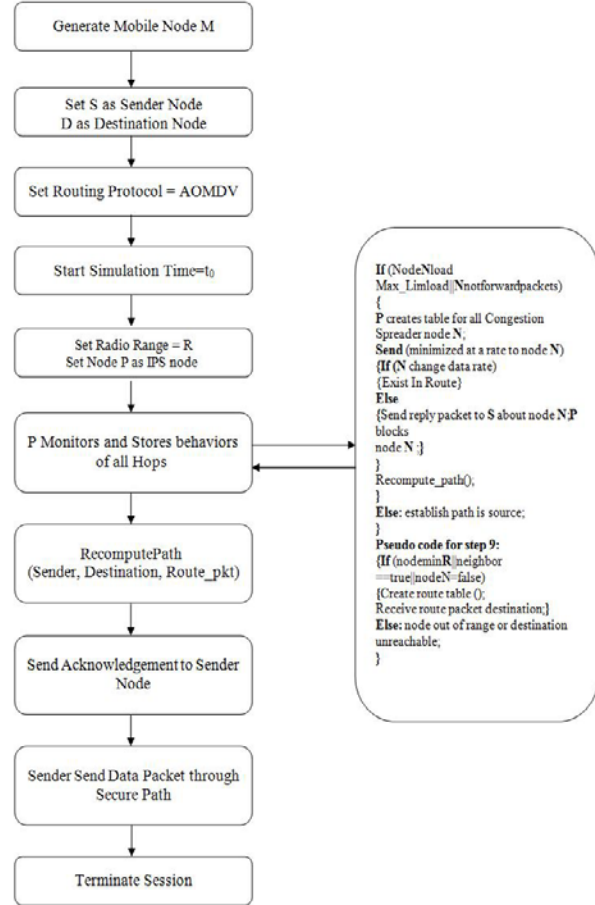 Generate Mobile Node M
Set S as Sender Node
D as Destination Node
Set Routing Protocol = AOMDV
Start Simulation Time=t₀
Set Radio Range = R
Set Node P as IPS node
P Monitors and Stores behaviors
of all Hops
RecomputePath
(Sender, Destination, Route_pkt)
Send Acknowledgement to Sender
Node
Sender Send Data Packet through
Secure Path
Terminate Session
If (NodeNload
Max_Limload||Nnotforwardpackets)
{
P creates table for all Congestion
Spreader node N;
Send (minimized at a rate to node N)
{If (N change data rate)
{Exist In Route}
Else
{Send reply packet to S about node N;P
blocks
node N ;}
}
Recompute_path();
}
Else: establish path is source;
}
Pseudo code for step 9:
{If (nodeminR||neighbor
==true||nodeN=false)
{Create route table ();
Receive route packet destination;}
Else: node out of range or destination
unreachable;
}